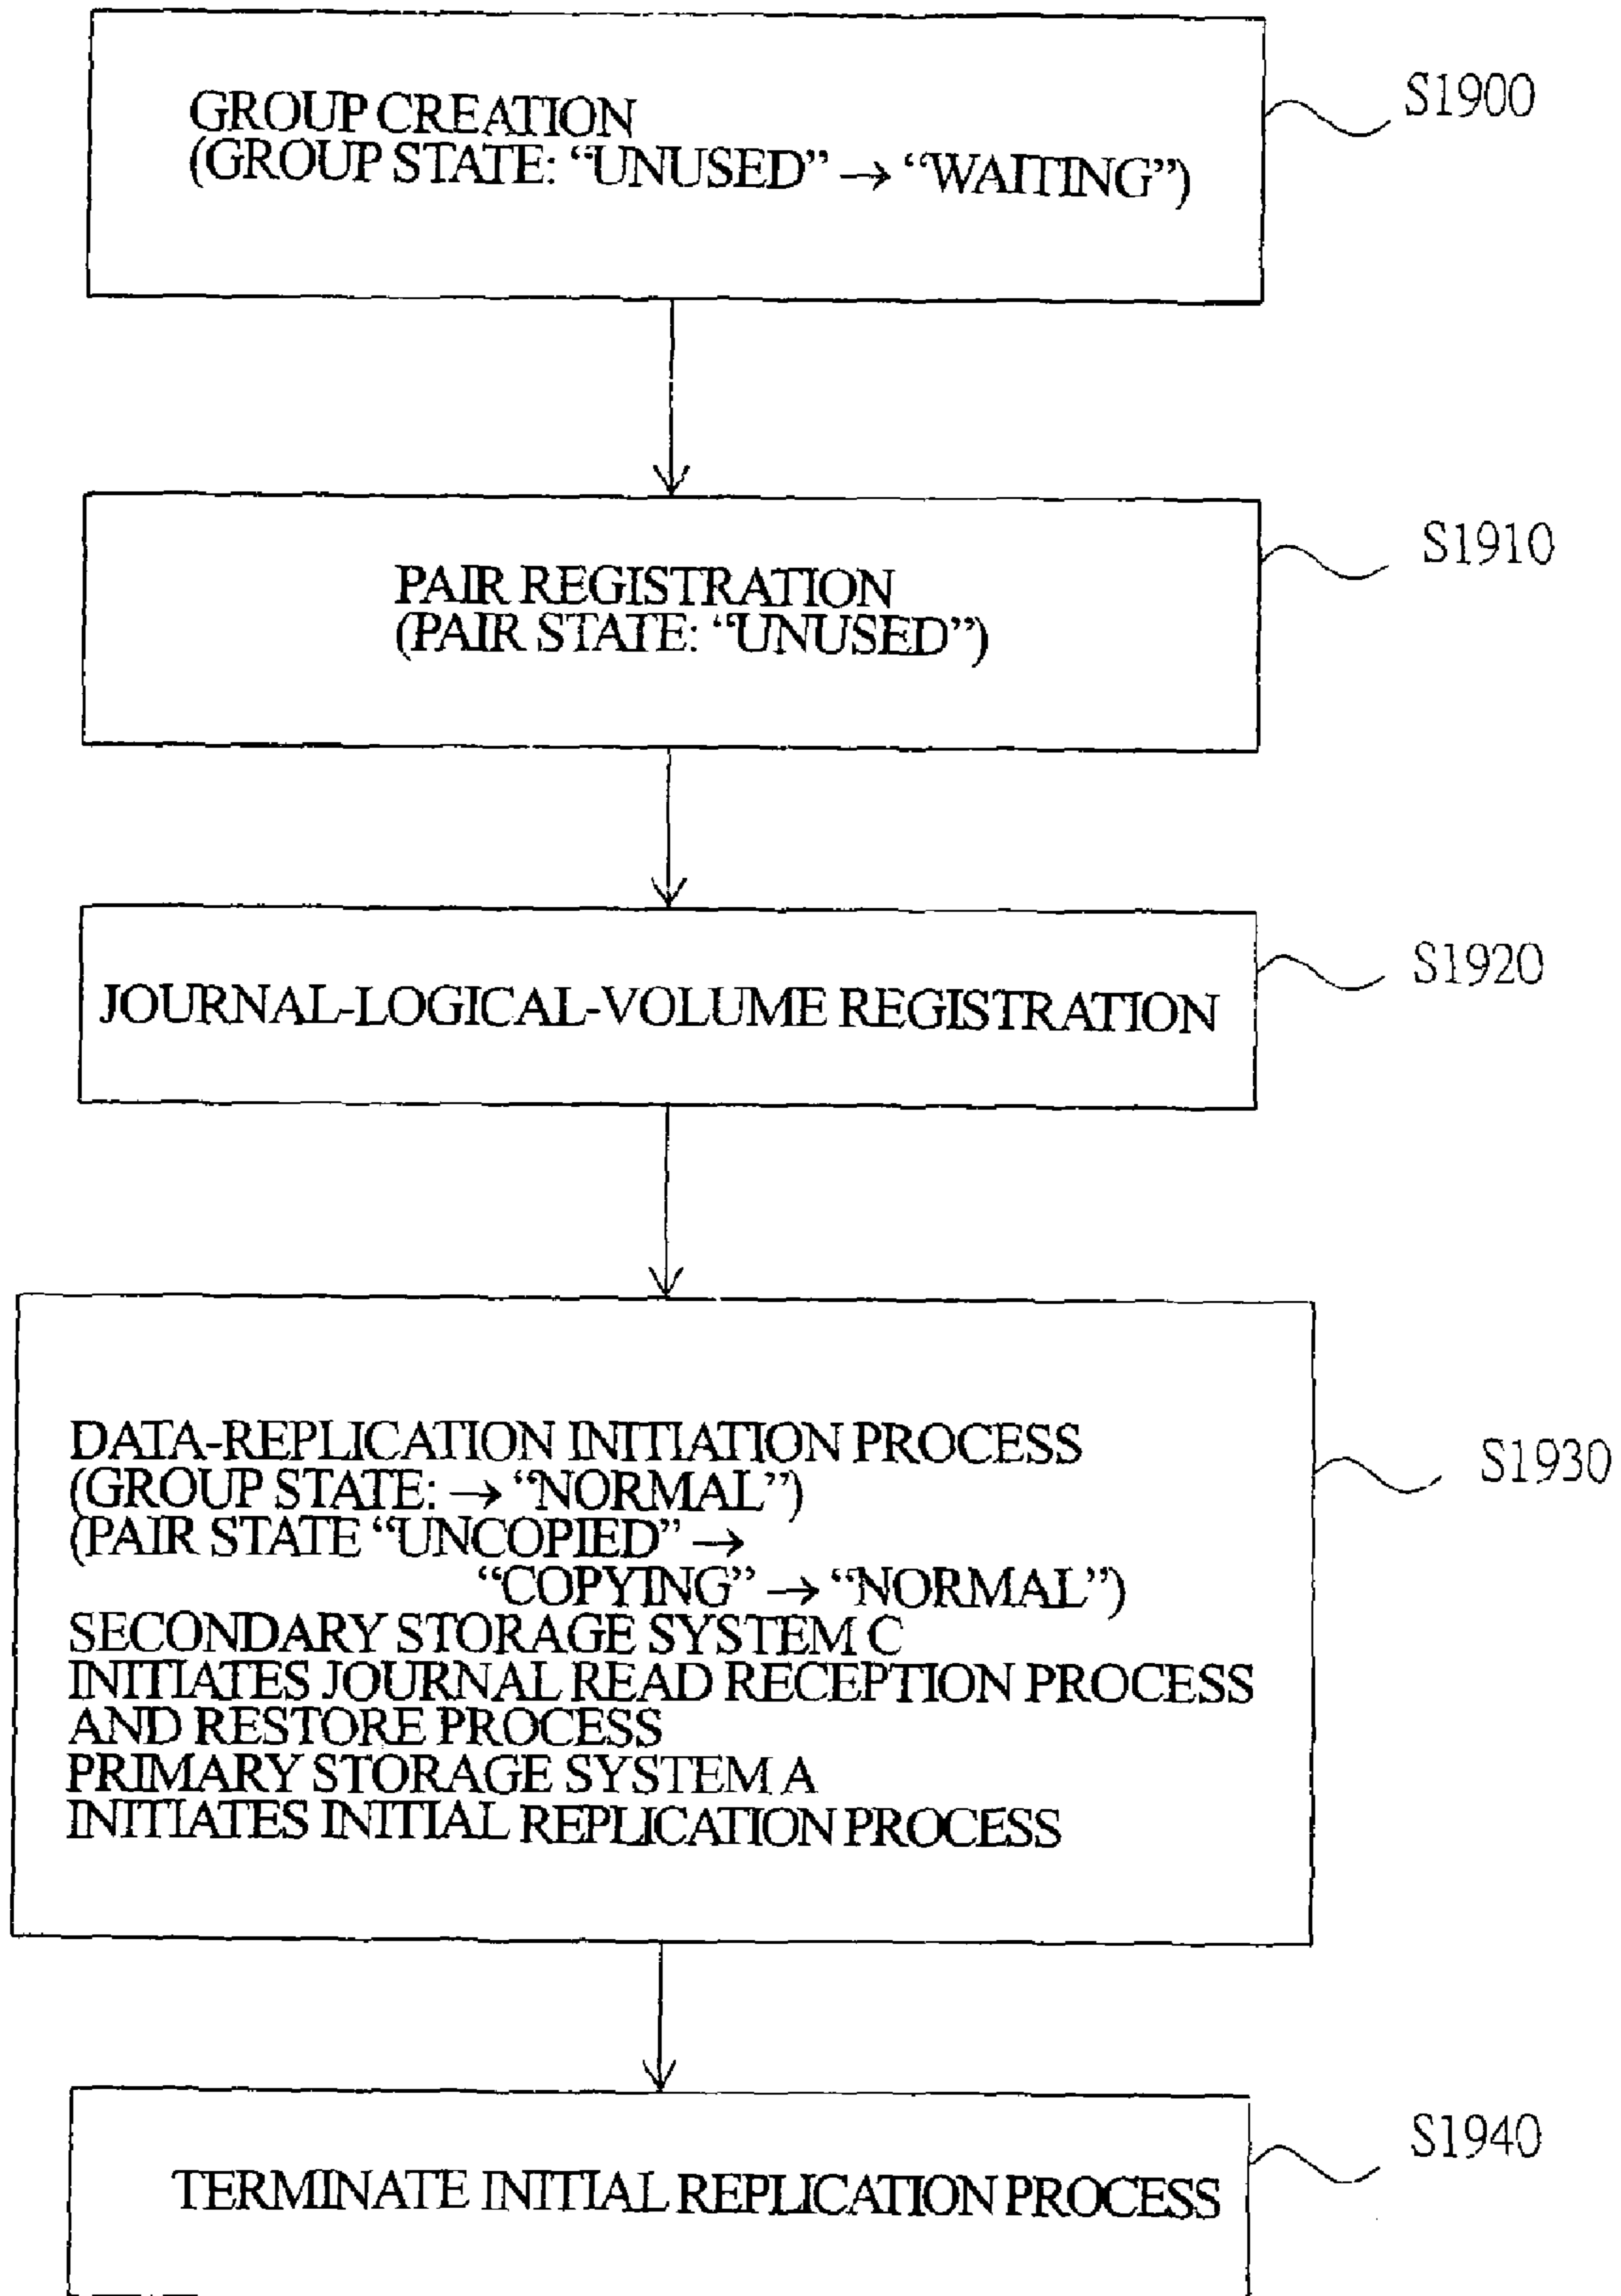 GROUP CREATION
(GROUP STATE: “UNUSED” → “WAITING”)
S1900
PAIR REGISTRATION
(PAIR STATE: “UNUSED”)
S1910
JOURNAL-LOGICAL-VOLUME REGISTRATION
S1920
DATA-REPLICATION INITIATION PROCESS
(GROUP STATE: → “NORMAL”)
(PAIR STATE “UNCOPIED” →
“COPYING” → “NORMAL”)
SECONDARY STORAGE SYSTEM C
INITIATES JOURNAL READ RECEPTION PROCESS
AND RESTORE PROCESS
PRIMARY STORAGE SYSTEM A
INITIATES INITIAL REPLICATION PROCESS
S1930
TERMINATE INITIAL REPLICATION PROCESS
S1940